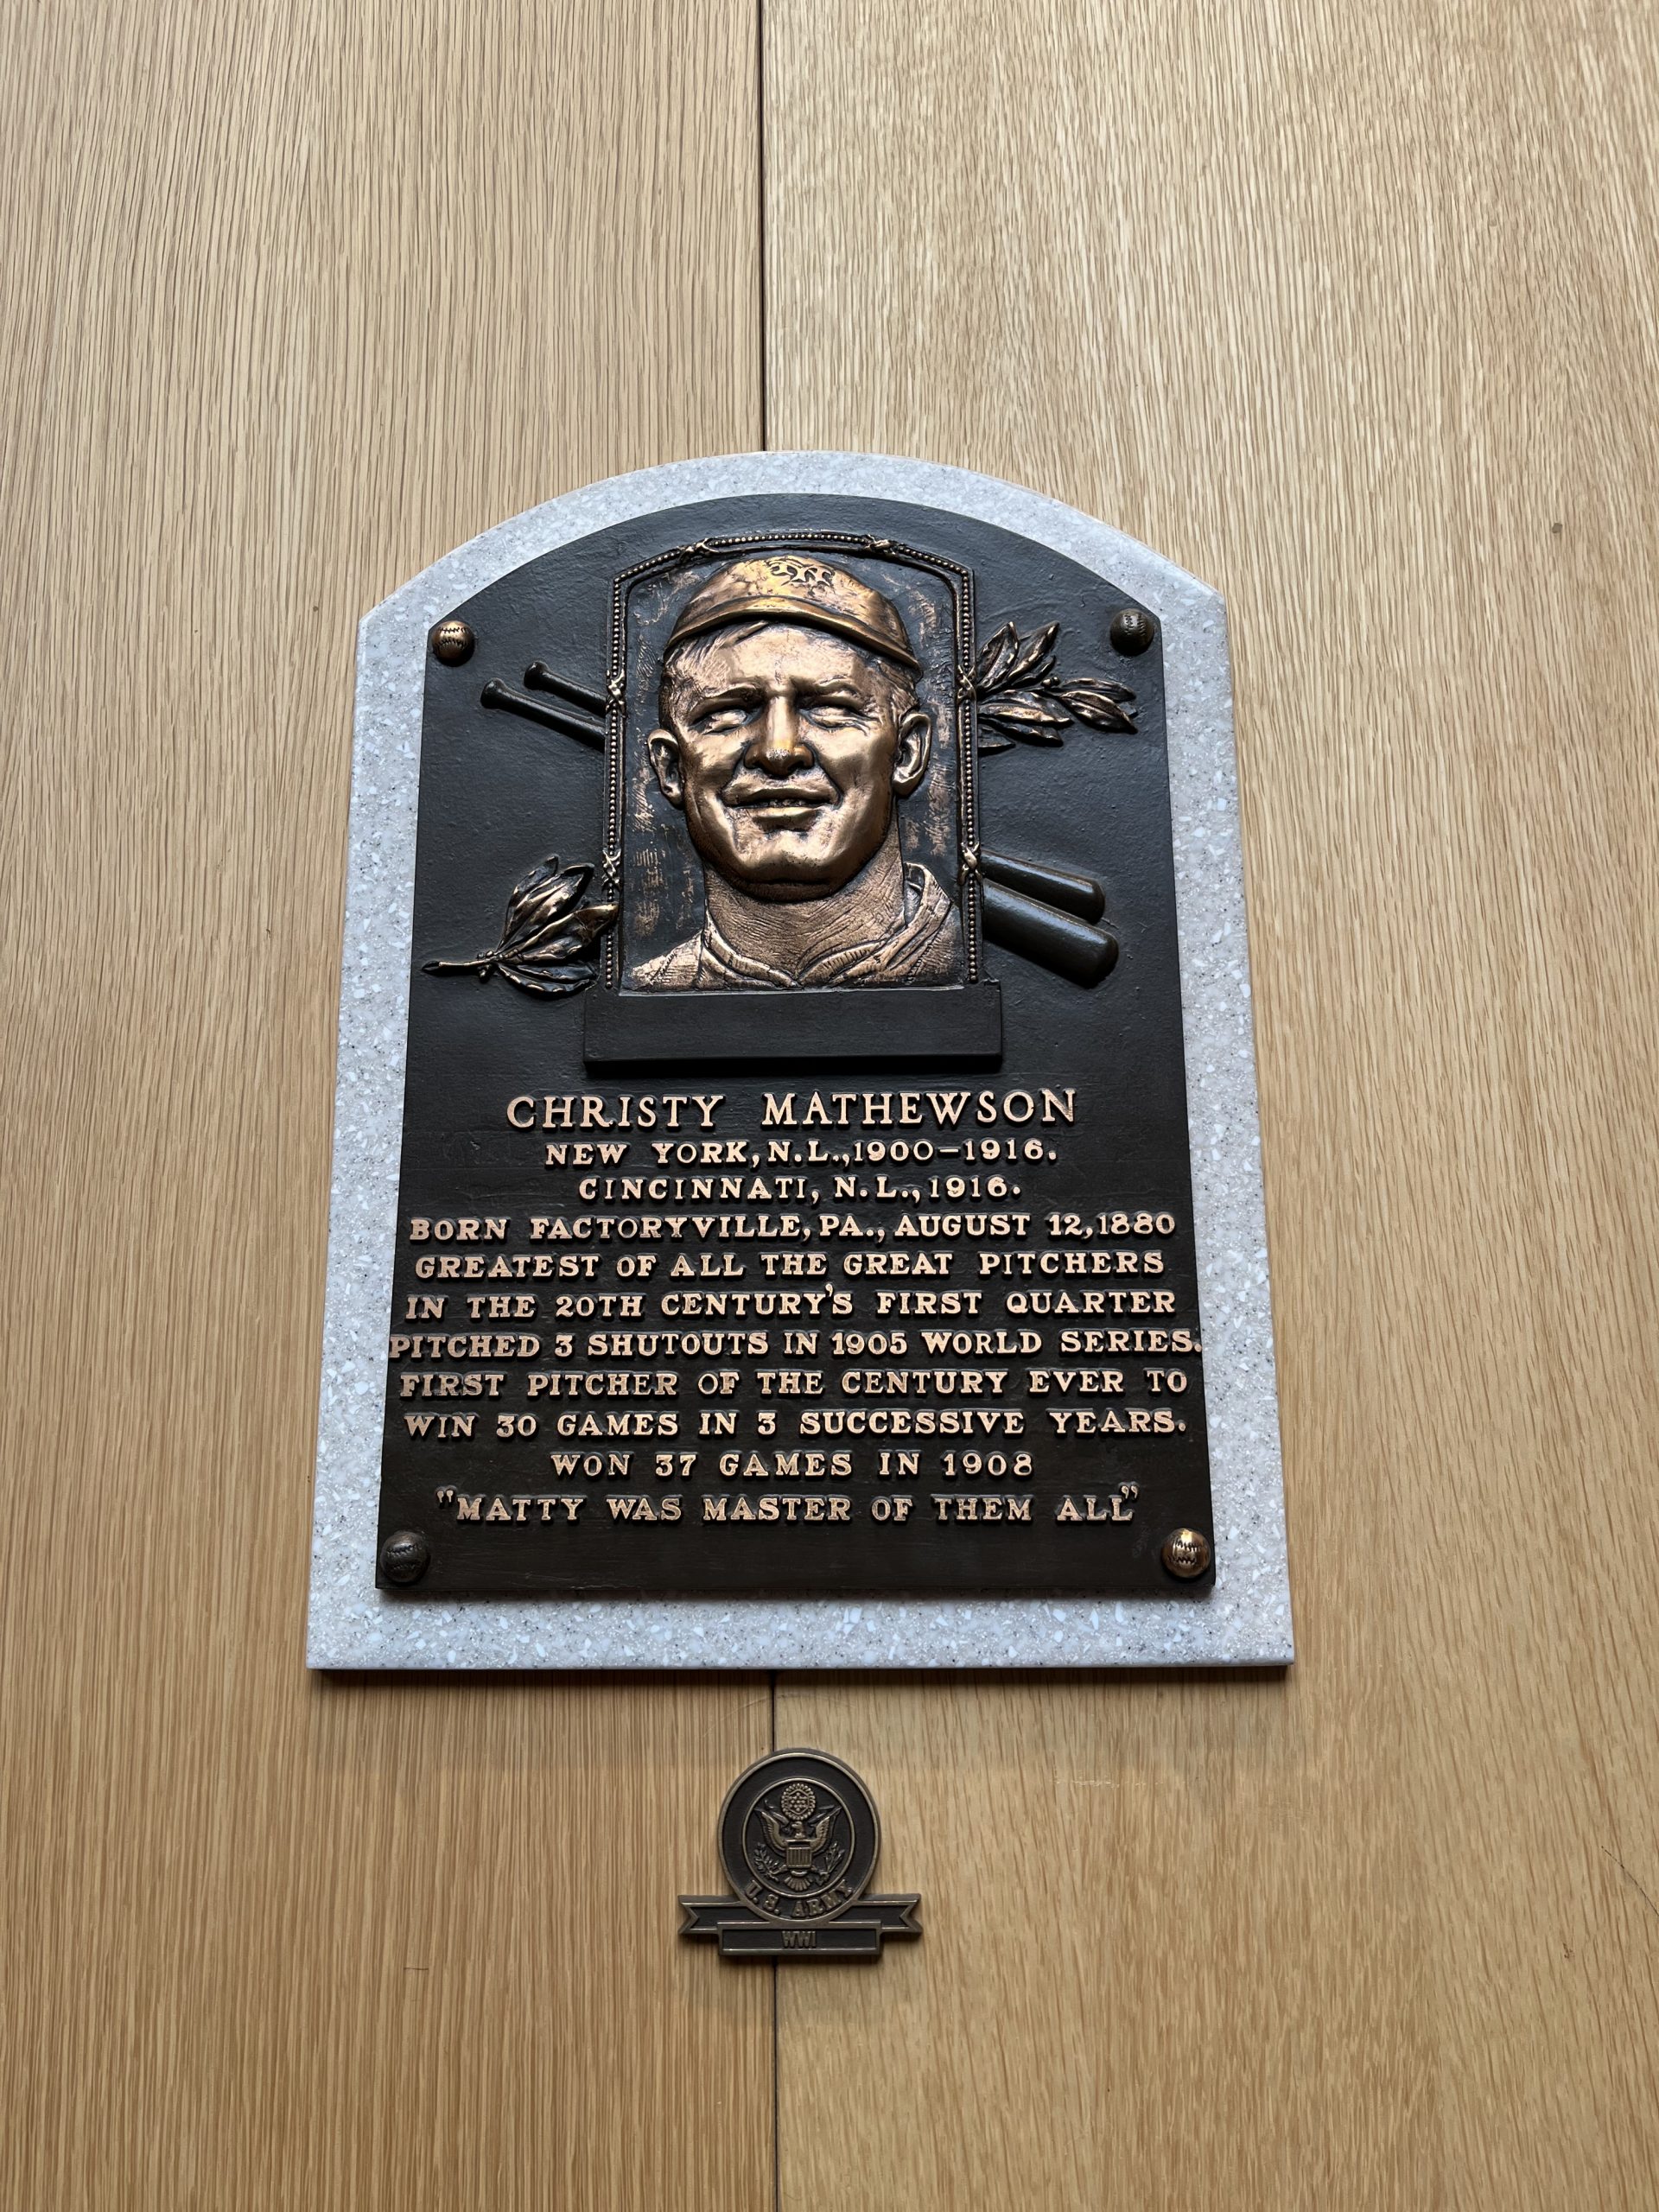 CHRISTY MATHEWSON
NEW YORK, N.L., 1900-1916.
CINCINNATI, N.L., 1916.
BORN FACTORYVILLE, PA., AUGUST 12, 1880
GREATEST OF ALL THE GREAT PITCHERS
IN THE 20TH CENTURY'S FIRST QUARTER
PITCHED 3 SHUTOUTS IN 1905 WORLD SERIES.
FIRST PITCHER OF THE CENTURY EVER TO
WIN 30 GAMES IN 3 SUCCESSIVE YEARS.
WON 37 GAMES IN 1908
"MATTY WAS MASTER OF THEM ALL"
U.S. ARMY
WWI